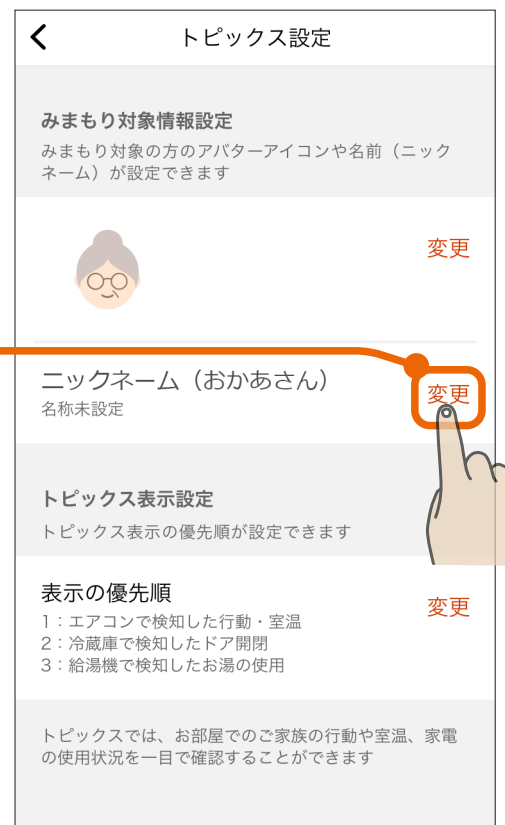 トピックス設定
みまもり対象情報設定
みまもり対象の方のアバターアイコンや名前（ニック
ネーム）が設定できます
変更
ニックネーム（おかあさん）
変更
名称未設定
トピックス表示設定
トピックス表示の優先順が設定できます
表示の優先順
変更
1：エアコンで検知した行動・室温
2：冷蔵庫で検知したドア開閉
3：給湯機で検知したお湯の使用
トピックスでは、お部屋でのご家族の行動や室温、家電
の使用状況を一目で確認することができます